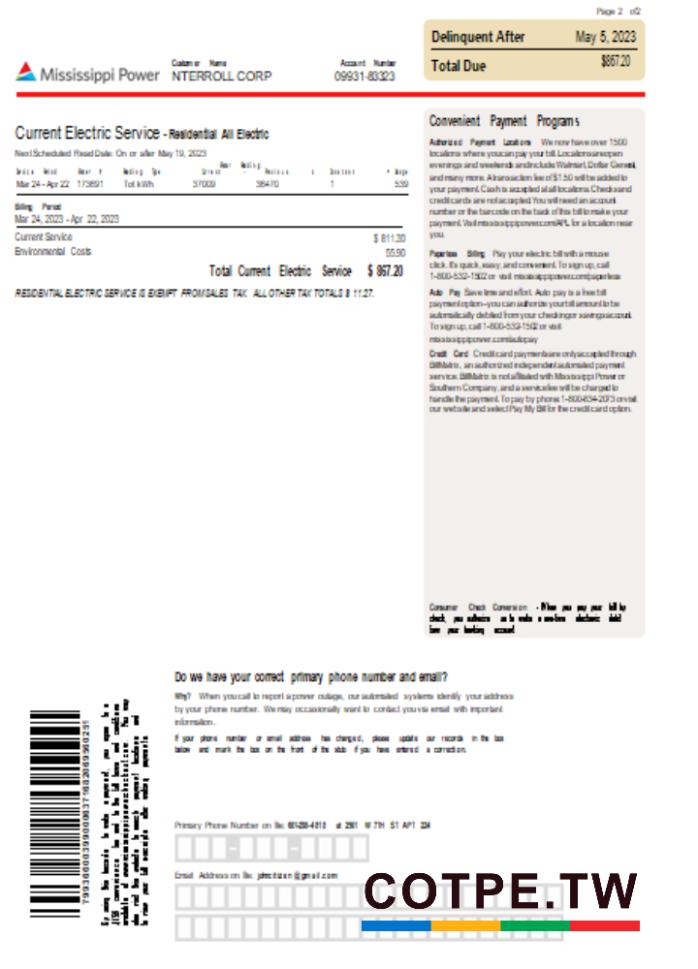 Page 2 of 2
Delinquent After May 5, 2023
Total Due $867.20
Mississippi Power
Customer Name
NTERROLL CORP
Account Number
09931-83323
Current Electric Service - Residential All Electric
Next Scheduled Read Date: On or after May 19, 2023
Mar 24 - Apr 22 173691 Tot kWh 37009 36470 1 539
Billing Period
Mar 24, 2023 - Apr 22, 2023
Current Service $ 811.30
Environmental Costs 55.90
Total Current Electric Service $ 867.20
RESIDENTIAL ELECTRIC SERVICE IS EXEMPT FROM SALES TAX. ALL OTHER TAX TOTALS $ 11.27.
Convenient Payment Programs
Authorized Payment Locations We now have over 1500
locations where you can pay your bill. Locations are open
evenings and weekends and include Walmart, Dollar General,
and many more. A transaction fee of $1.50 will be added to
your payment. Cash is accepted at all locations. Checks and
credit cards are not accepted. You will need an account
number or the barcode on the back of this bill to make your
payment. Visit mississippipower.com/APL for a location near
you.
Paperless Billing Pay your electric bill with a mouse
click. It's quick, easy, and convenient. To sign up, call
1-800-532-1502 or visit mississippipower.com/paperless
Auto Pay Save time and effort. Auto pay is a free bill
payment option--you can authorize your bill amount to be
automatically debited from your checking or savings account.
To sign up, call 1-800-532-1502 or visit
mississippipower.com/autopay
Credit Card Credit card payments are only accepted through
BillMatrix, an authorized independent automated payment
service. BillMatrix is not affiliated with Mississippi Power or
Southern Company, and a service fee will be charged to
handle the payment. To pay by phone 1-800-834-2073 or visit
our website and select Pay My Bill for the credit card option.
Consumer Check Conversion - When you pay your bill by
check, you authorize us to make a one-time electronic debit
from your banking account
Do we have your correct primary phone number and email?
Why? When you call to report a power outage, our automated systems identify your address
by your phone number. We may occasionally want to contact you via email with important
information.
If your phone number or email address has changed, please update our records in the box
below and mark the box on the front of the stub if you have entered a correction.
Primary Phone Number on file: 601-298-4818 at 2501 W 7TH ST APT 224
Email Address on file: johncitizen@gmail.com
COTPE.TW